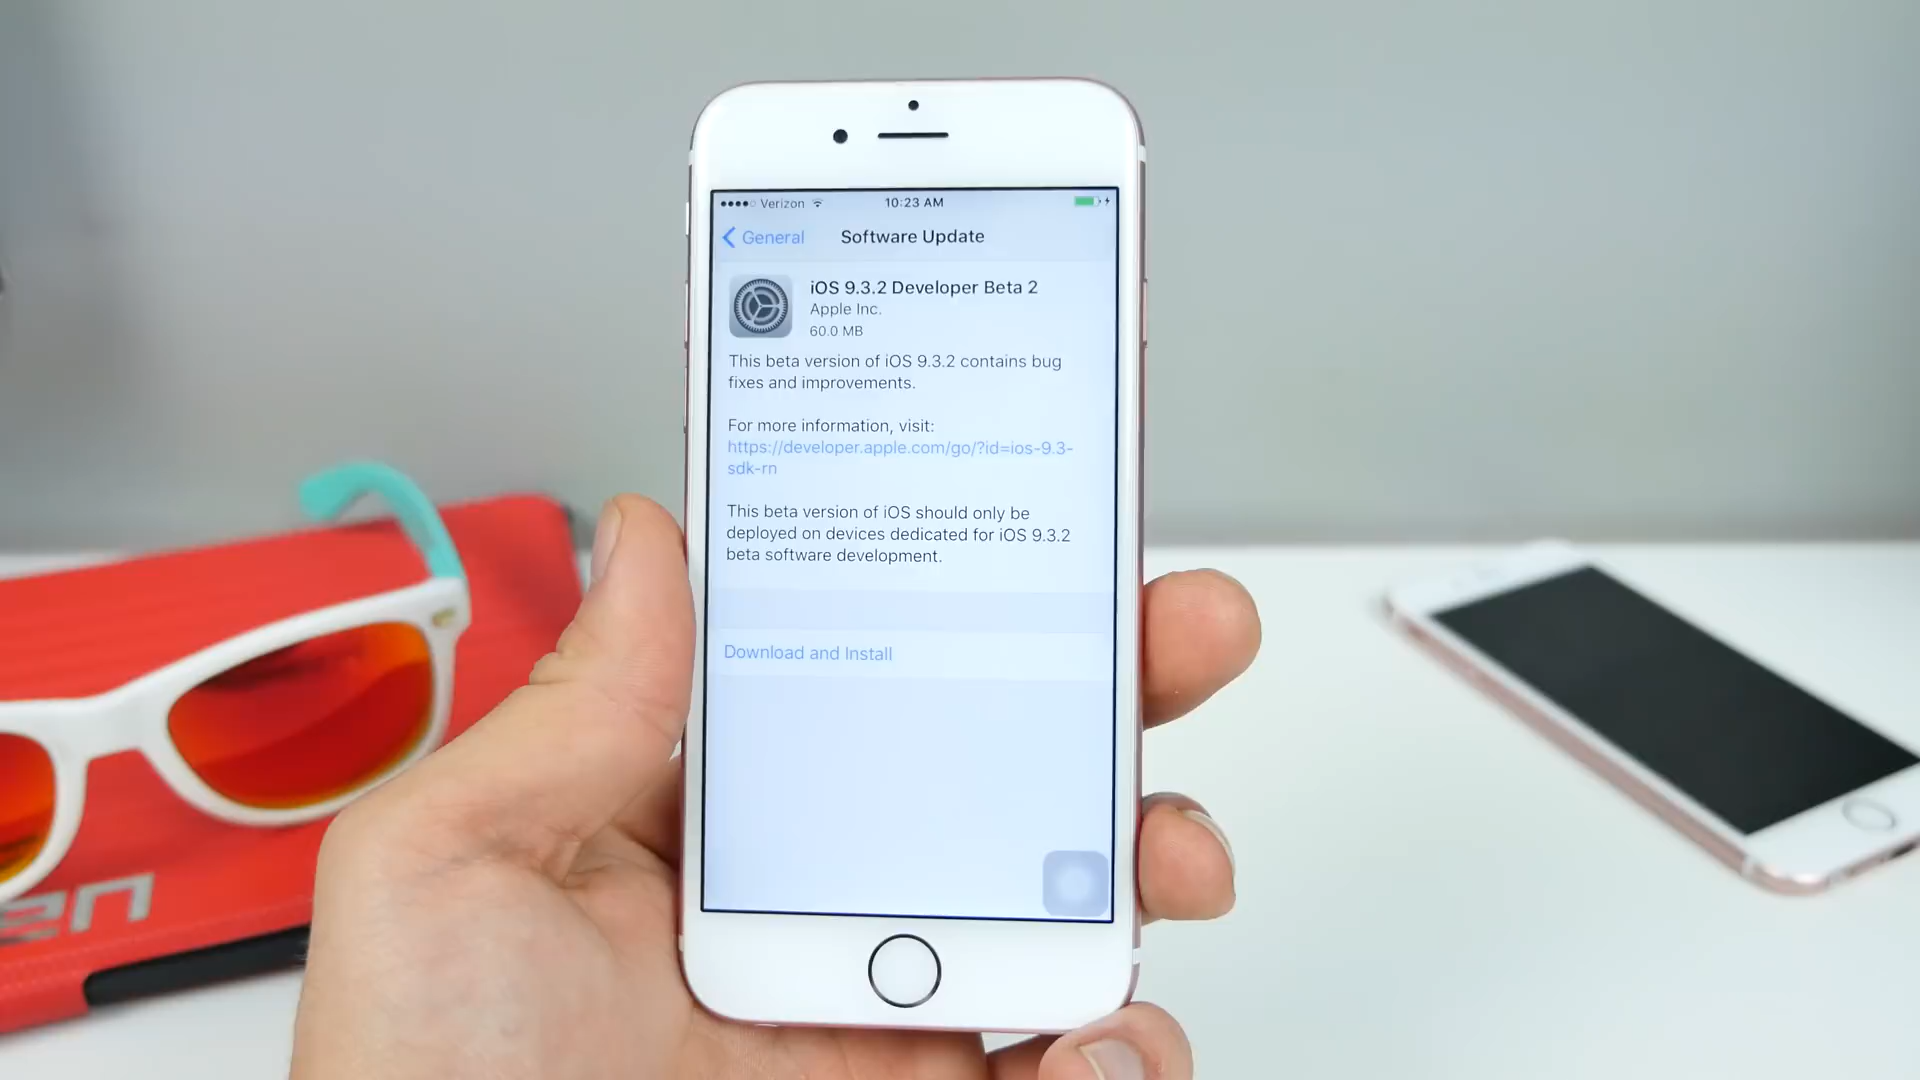 Verizon 10:23 AM
General Software Update
iOS 9.3.2 Developer Beta 2
Apple Inc.
60.0 MB
This beta version of iOS 9.3.2 contains bug
fixes and improvements.
For more information, visit:
https://developer.apple.com/go/?id=ios-9.3-
sdk-rn
This beta version of iOS should only be
deployed on devices dedicated for iOS 9.3.2
beta software development.
Download and Install